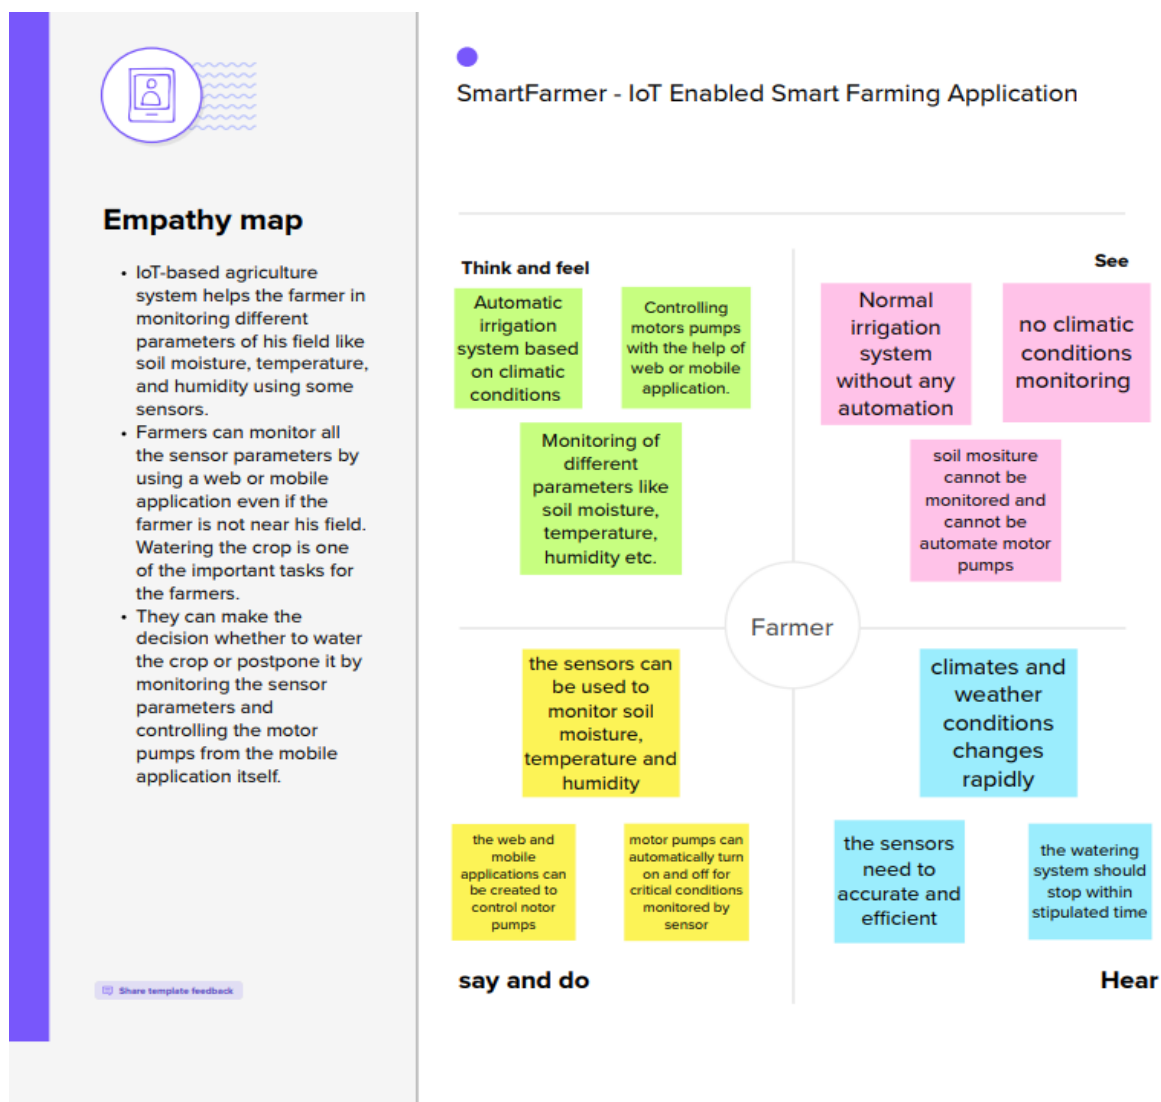 SmartFarmer - IoT Enabled Smart Farming Application
Empathy map
• IoT-based agriculture
system helps the farmer in
monitoring different
parameters of his field like
soil moisture, temperature,
and humidity using some
sensors.
• Farmers can monitor all
the sensor parameters by
using a web or mobile
application even if the
farmer is not near his field.
Watering the crop is one
of the important tasks for
the farmers.
• They can make the
decision whether to water
the crop or postpone it by
monitoring the sensor
parameters and
controlling the motor
pumps from the mobile
application itself.
Share template feedback
Think and feel
Automatic
irrigation
system based
on climatic
conditions
Controlling
motors pumps
with the help of
web or mobile
application.
Monitoring of
different
parameters like
soil moisture,
temperature,
humidity etc.
See
Normal
irrigation
system
without any
automation
no climatic
conditions
monitoring
soil mositure
cannot be
monitored and
cannot be
automate motor
pumps
Farmer
the sensors can
be used to
monitor soil
moisture,
temperature and
humidity
the web and
mobile
applications can
be created to
control notor
pumps
motor pumps can
automatically turn
on and off for
critical conditions
monitored by
sensor
say and do
climates and
weather
conditions
changes
rapidly
the sensors
need to
accurate and
efficient
the watering
system should
stop within
stipulated time
Hear